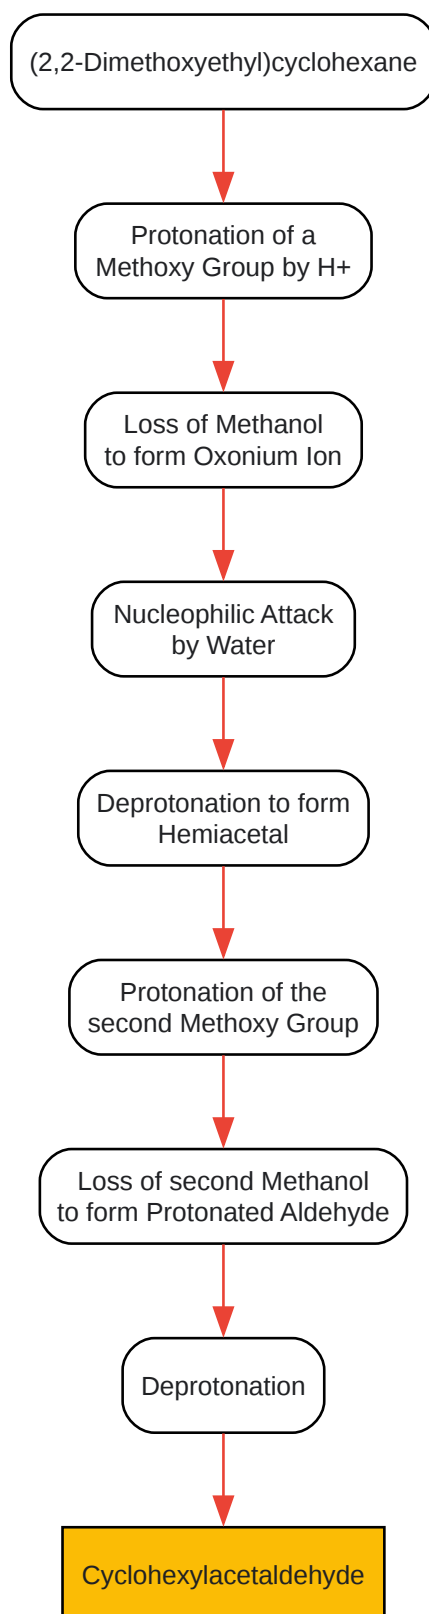 (2,2-Dimethoxyethyl)cyclohexane
Protonation of a
Methoxy Group by H+
Loss of Methanol
to form Oxonium Ion
Nucleophilic Attack
by Water
Deprotonation to form
Hemiacetal
Protonation of the
second Methoxy Group
Loss of second Methanol
to form Protonated Aldehyde
Deprotonation
Cyclohexylacetaldehyde